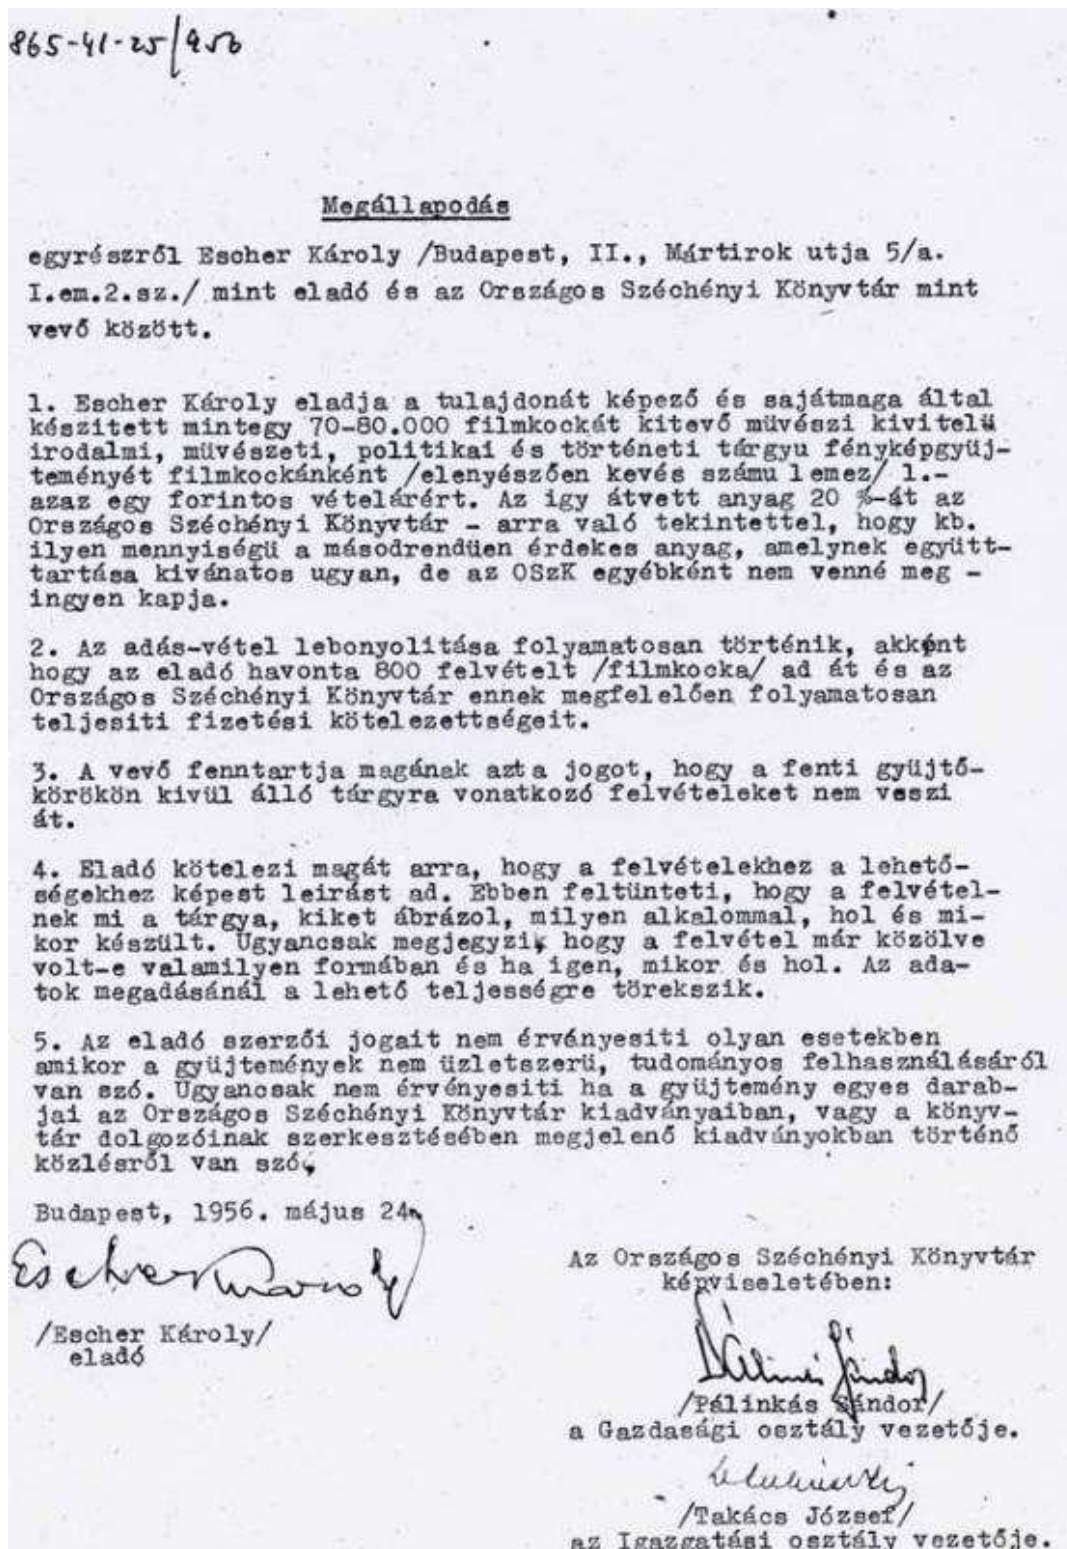 865-41-25/956
Megállapodás
egyrészről Escher Károly /Budapest, II., Mártirok utja 5/a.
I.em.2.sz./ mint eladó és az Országos Széchényi Könyvtár mint
vevő között.
1. Escher Károly eladja a tulajdonát képező és sajátmaga által
készitett mintegy 70-80.000 filmkockát kitevő müvészi kivitelü
irodalmi, müvészeti, politikai és történeti tárgyu fényképgyüj-
teményét filmkockánként /elenyészően kevés számu lemez/ 1.-
azaz egy forintos vételárért. Az igy átvett anyag 20 %-át az
Országos Széchényi Könyvtár - arra való tekintettel, hogy kb.
ilyen mennyiségü a másodrendüen érdekes anyag, amelynek együtt-
tartása kivánatos ugyan, de az OSzK egyébként nem venné meg -
ingyen kapja.
2. Az adás-vétel lebonyolitása folyamatosan történik, akként
hogy az eladó havonta 800 felvételt /filmkocka/ ad át és az
Országos Széchényi Könyvtár ennek megfelelően folyamatosan
teljesiti fizetési kötelezettségeit.
3. A vevő fenntartja magának azt a jogot, hogy a fenti gyüjtő-
körökön kivül álló tárgyra vonatkozó felvételeket nem veszi
át.
4. Eladó kötelezi magát arra, hogy a felvételekhez a lehető-
ségekhez képest leirást ad. Ebben feltünteti, hogy a felvétel-
nek mi a tárgya, kiket ábrázol, milyen alkalommal, hol és mi-
kor készült. Ugyancsak megjegyzi, hogy a felvétel már közölve
volt-e valamilyen formában és ha igen, mikor és hol. Az ada-
tok megadásánál a lehető teljességre törekszik.
5. Az eladó szerzői jogait nem érványesiti olyan esetekben
amikor a gyüjtemények nem üzletszerü, tudományos felhasználásáról
van szó. Ugyancsak nem érvényesiti ha a gyüjtemény egyes darab-
jai az Országos Széchényi Könyvtár kiadványaiban, vagy a könyv-
tár dolgozóinak szerkesztésében megjelenő kiadványokban történő
közlésről van szó.
Budapest, 1956. május 24.
Escher Károly
/Escher Károly/
eladó
Az Országos Széchényi Könyvtár
képviseletében:
Pálinkás Sándor
/Pálinkás Sándor/
a Gazdasági osztály vezetője.
/Takács József/
az Igazgatási osztály vezetője.